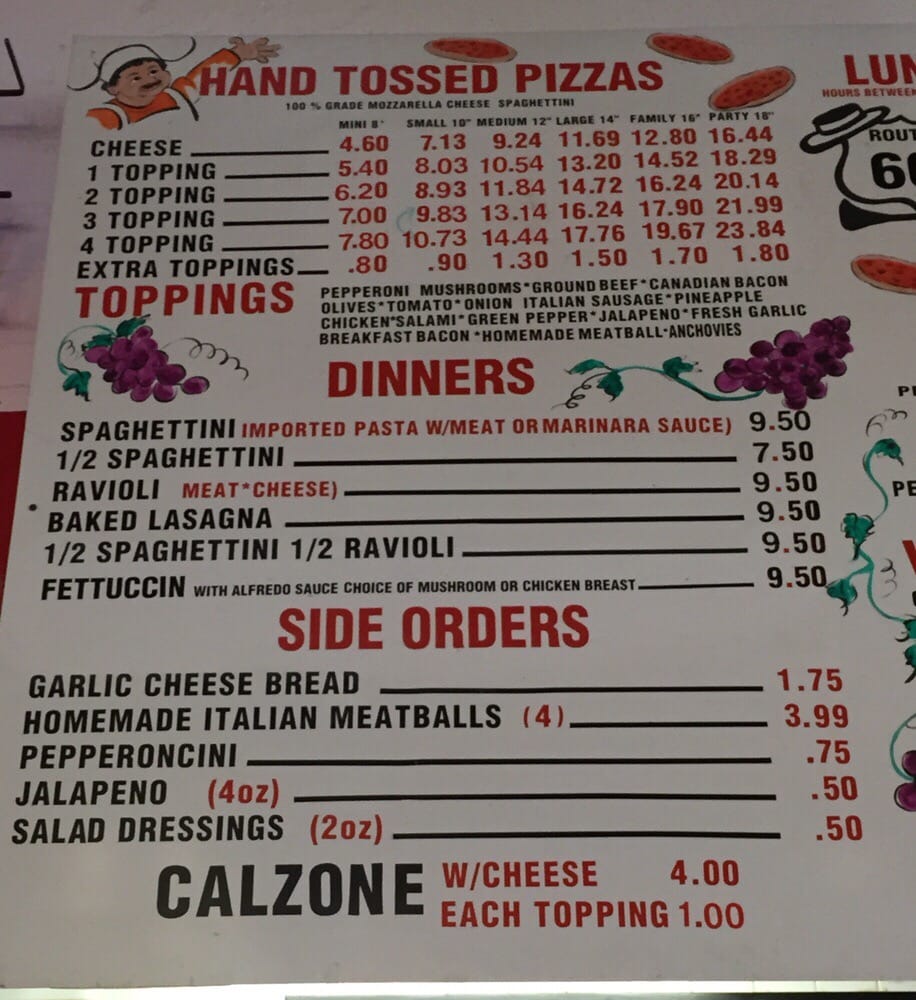 HAND TOSSED PIZZAS
100 % GRADE MOZZARELLA CHEESE SPAGHETTINI
MINI 8" SMALL 10" MEDIUM 12" LARGE 14" FAMILY 16" PARTY 18"
CHEESE 4.60 7.13 9.24 11.69 12.80 16.44
1 TOPPING 5.40 8.03 10.54 13.20 14.52 18.29
2 TOPPING 6.20 8.93 11.84 14.72 16.24 20.14
3 TOPPING 7.00 9.83 13.14 16.24 17.90 21.99
4 TOPPING 7.80 10.73 14.44 17.76 19.67 23.84
EXTRA TOPPINGS .80 .90 1.30 1.50 1.70 1.80
TOPPINGS
PEPPERONI MUSHROOMS*GROUND BEEF*CANADIAN BACON
OLIVES*TOMATO*ONION ITALIAN SAUSAGE*PINEAPPLE
CHICKEN*SALAMI*GREEN PEPPER*JALAPENO*FRESH GARLIC
BREAKFAST BACON *HOMEMADE MEATBALL*ANCHOVIES
DINNERS
SPAGHETTINI IMPORTED PASTA W/MEAT OR MARINARA SAUCE) 9.50
1/2 SPAGHETTINI 7.50
RAVIOLI MEAT*CHEESE) 9.50
BAKED LASAGNA 9.50
1/2 SPAGHETTINI 1/2 RAVIOLI 9.50
FETTUCCIN WITH ALFREDO SAUCE CHOICE OF MUSHROOM OR CHICKEN BREAST 9.50
SIDE ORDERS
GARLIC CHEESE BREAD 1.75
HOMEMADE ITALIAN MEATBALLS (4) 3.99
PEPPERONCINI .75
JALAPENO (4oz) .50
SALAD DRESSINGS (2oz) .50
CALZONE
W/CHEESE 4.00
EACH TOPPING 1.00
LUN
HOURS BETWEEN
ROUT
66
PE